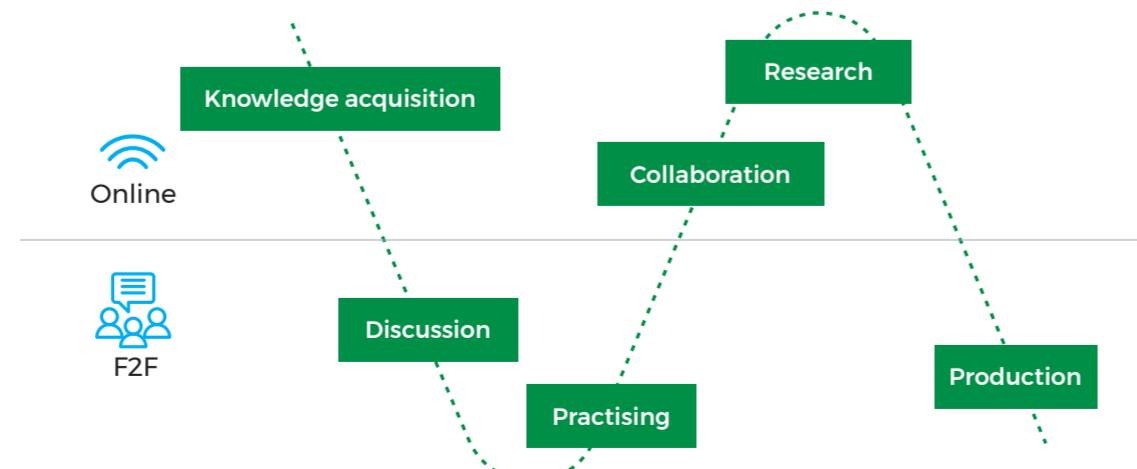 Knowledge acquisition
Research
Collaboration
Online
Discussion
F2F
Practising
Production